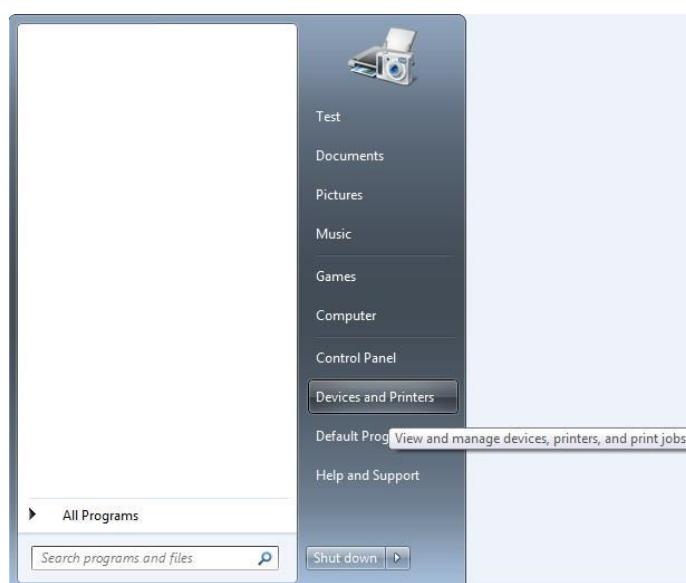 Test
Documents
Pictures
Music
Games
Computer
Control Panel
Devices and Printers
Default Prog
View and manage devices, printers, and print jobs
Help and Support
All Programs
Search programs and files
Shut down